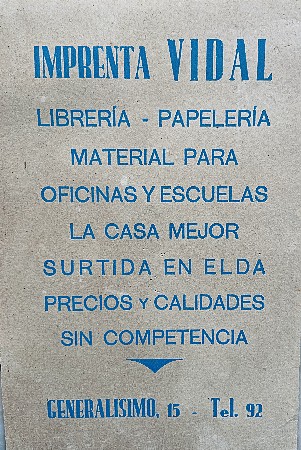 IMPRENTA VIDAL
LIBRERÍA - PAPELERÍA
MATERIAL PARA
OFICINAS Y ESCUELAS
LA CASA MEJOR
SURTIDA EN ELDA
PRECIOS Y CALIDADES
SIN COMPETENCIA
GENERALISIMO, 15 - Tel. 92